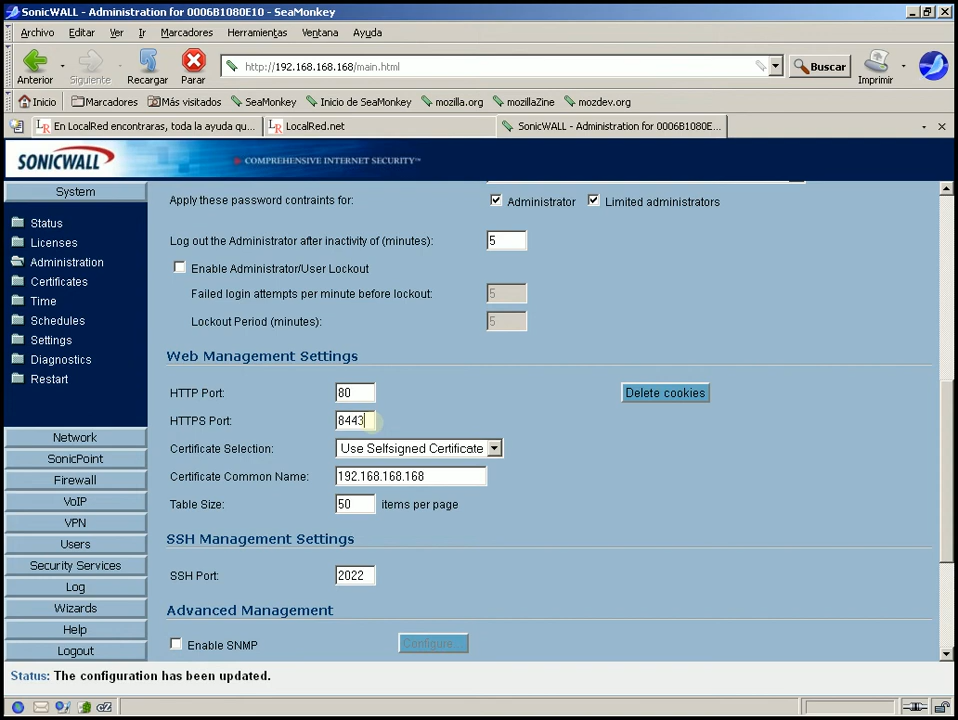 SonicWALL - Administration for 0006B1080E10 - SeaMonkey
Archivo Editar Ver Ir Marcadores Herramientas Ventana Ayuda
Anterior Siguiente Recargar Parar http://192.168.168.168/main.html Buscar Imprimir
Inicio Marcadores Más visitados SeaMonkey Inicio de SeaMonkey mozilla.org mozillaZine mozdev.org
En LocalRed encontraras, toda la ayuda qu... LocalRed.net SonicWALL - Administration for 0006B1080E...
SONICWALL COMPREHENSIVE INTERNET SECURITY™
System
Status
Licenses
Administration
Certificates
Time
Schedules
Settings
Diagnostics
Restart
Network
SonicPoint
Firewall
VoIP
VPN
Users
Security Services
Log
Wizards
Help
Logout
Apply these password contraints for: Administrator Limited administrators
Log out the Administrator after inactivity of (minutes): 5
Enable Administrator/User Lockout
Failed login attempts per minute before lockout: 5
Lockout Period (minutes): 5
Web Management Settings
HTTP Port: 80 Delete cookies
HTTPS Port: 8443
Certificate Selection: Use Selfsigned Certificate
Certificate Common Name: 192.168.168.168
Table Size: 50 items per page
SSH Management Settings
SSH Port: 2022
Advanced Management
Enable SNMP Configure...
Status: The configuration has been updated.